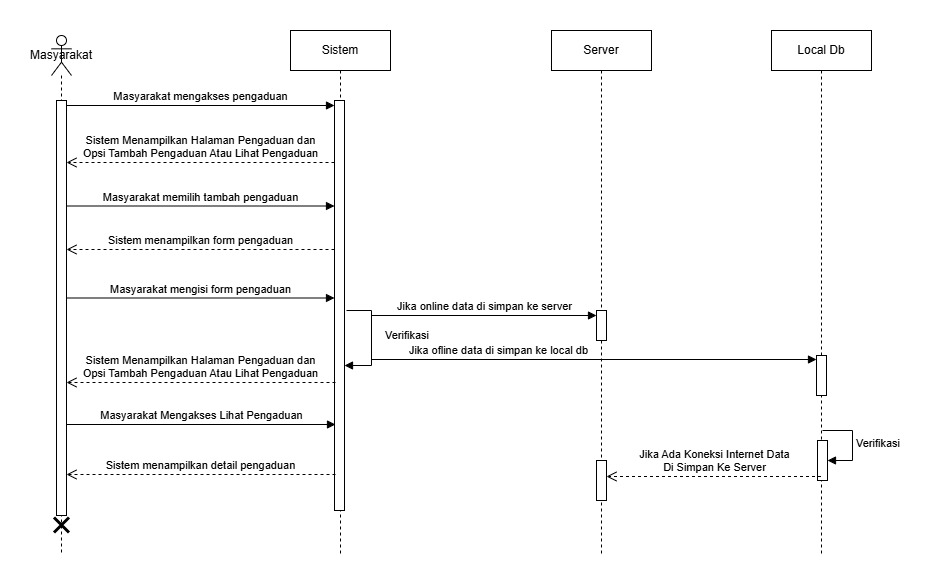 Masyarakat
Sistem
Server
Local Db
Masyarakat mengakses pengaduan
Sistem Menampilkan Halaman Pengaduan dan
Opsi Tambah Pengaduan Atau Lihat Pengaduan
Masyarakat memilih tambah pengaduan
Sistem menampilkan form pengaduan
Masyarakat mengisi form pengaduan
Jika online data di simpan ke server
Verifikasi
Jika ofline data di simpan ke local db
Sistem Menampilkan Halaman Pengaduan dan
Opsi Tambah Pengaduan Atau Lihat Pengaduan
Masyarakat Mengakses Lihat Pengaduan
Verifikasi
Jika Ada Koneksi Internet Data
Di Simpan Ke Server
Sistem menampilkan detail pengaduan